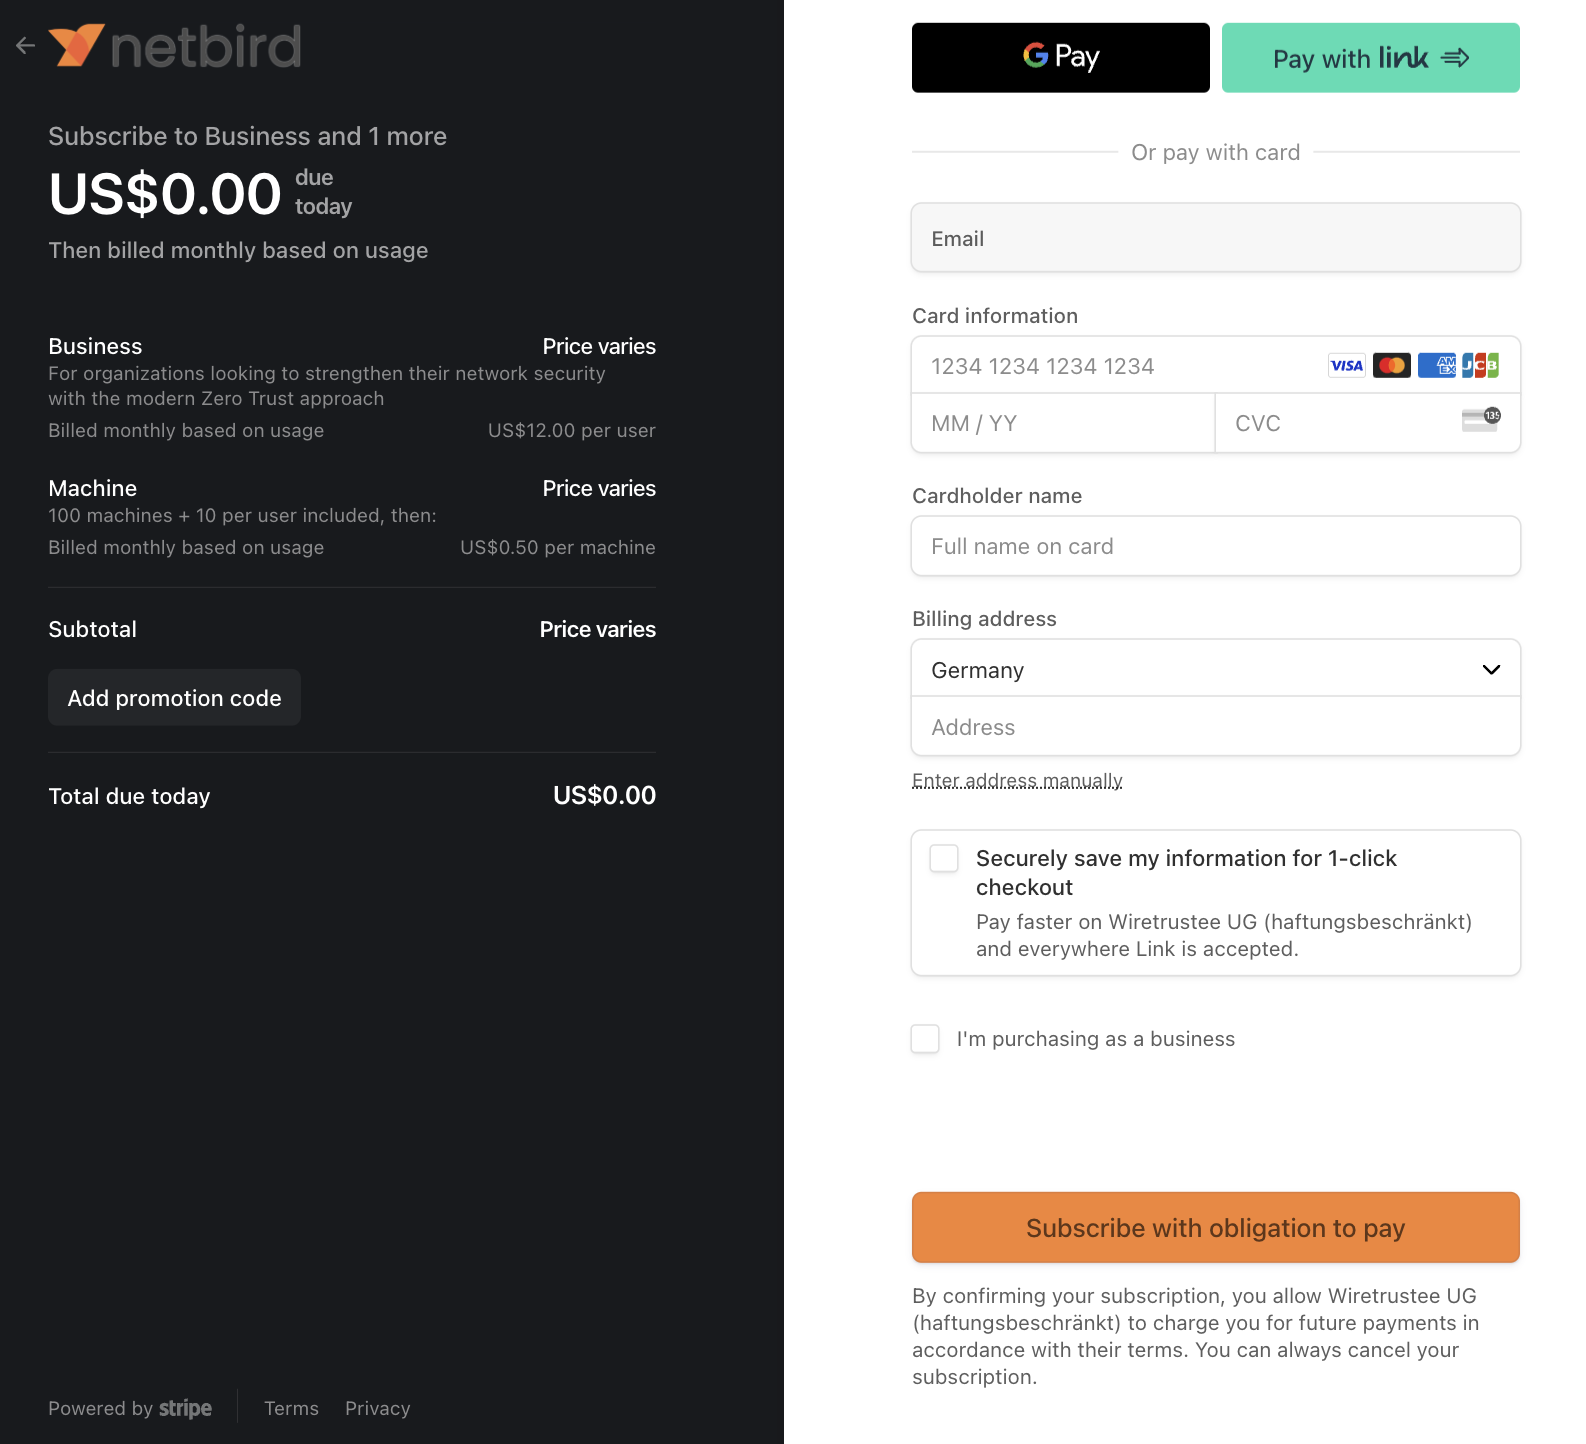 netbird
Subscribe to Business and 1 more
US$0.00 due
today
Then billed monthly based on usage
Business Price varies
For organizations looking to strengthen their network security
with the modern Zero Trust approach
Billed monthly based on usage US$12.00 per user
Machine Price varies
100 machines + 10 per user included, then:
Billed monthly based on usage US$0.50 per machine
Subtotal Price varies
Add promotion code
Total due today US$0.00
Powered by stripe Terms Privacy
G Pay
Pay with link
Or pay with card
Email
Card information
1234 1234 1234 1234 VISA AM EX JCB
MM / YY CVC 135
Cardholder name
Full name on card
Billing address
Germany
Address
Enter address manually
Securely save my information for 1-click
checkout
Pay faster on Wiretrustee UG (haftungsbeschränkt)
and everywhere Link is accepted.
I'm purchasing as a business
Subscribe with obligation to pay
By confirming your subscription, you allow Wiretrustee UG
(haftungsbeschränkt) to charge you for future payments in
accordance with their terms. You can always cancel your
subscription.